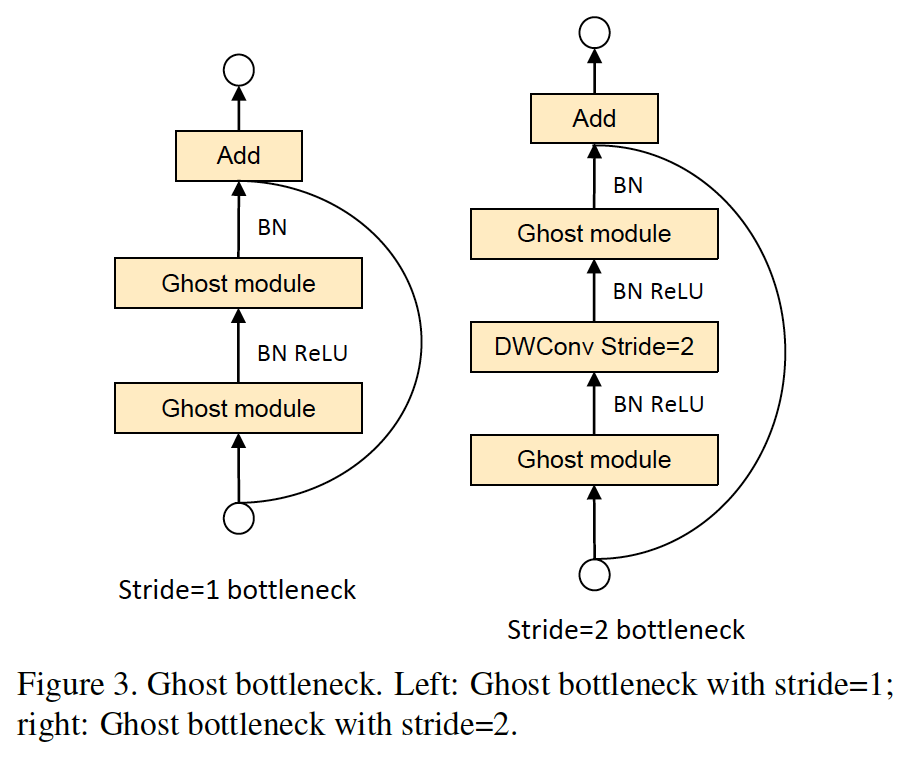 Add
BN
Ghost module
BN ReLU
Ghost module
Stride=1 bottleneck
Add
BN
Ghost module
BN ReLU
DWConv Stride=2
BN ReLU
Ghost module
Stride=2 bottleneck
Figure 3. Ghost bottleneck. Left: Ghost bottleneck with stride=1;
right: Ghost bottleneck with stride=2.